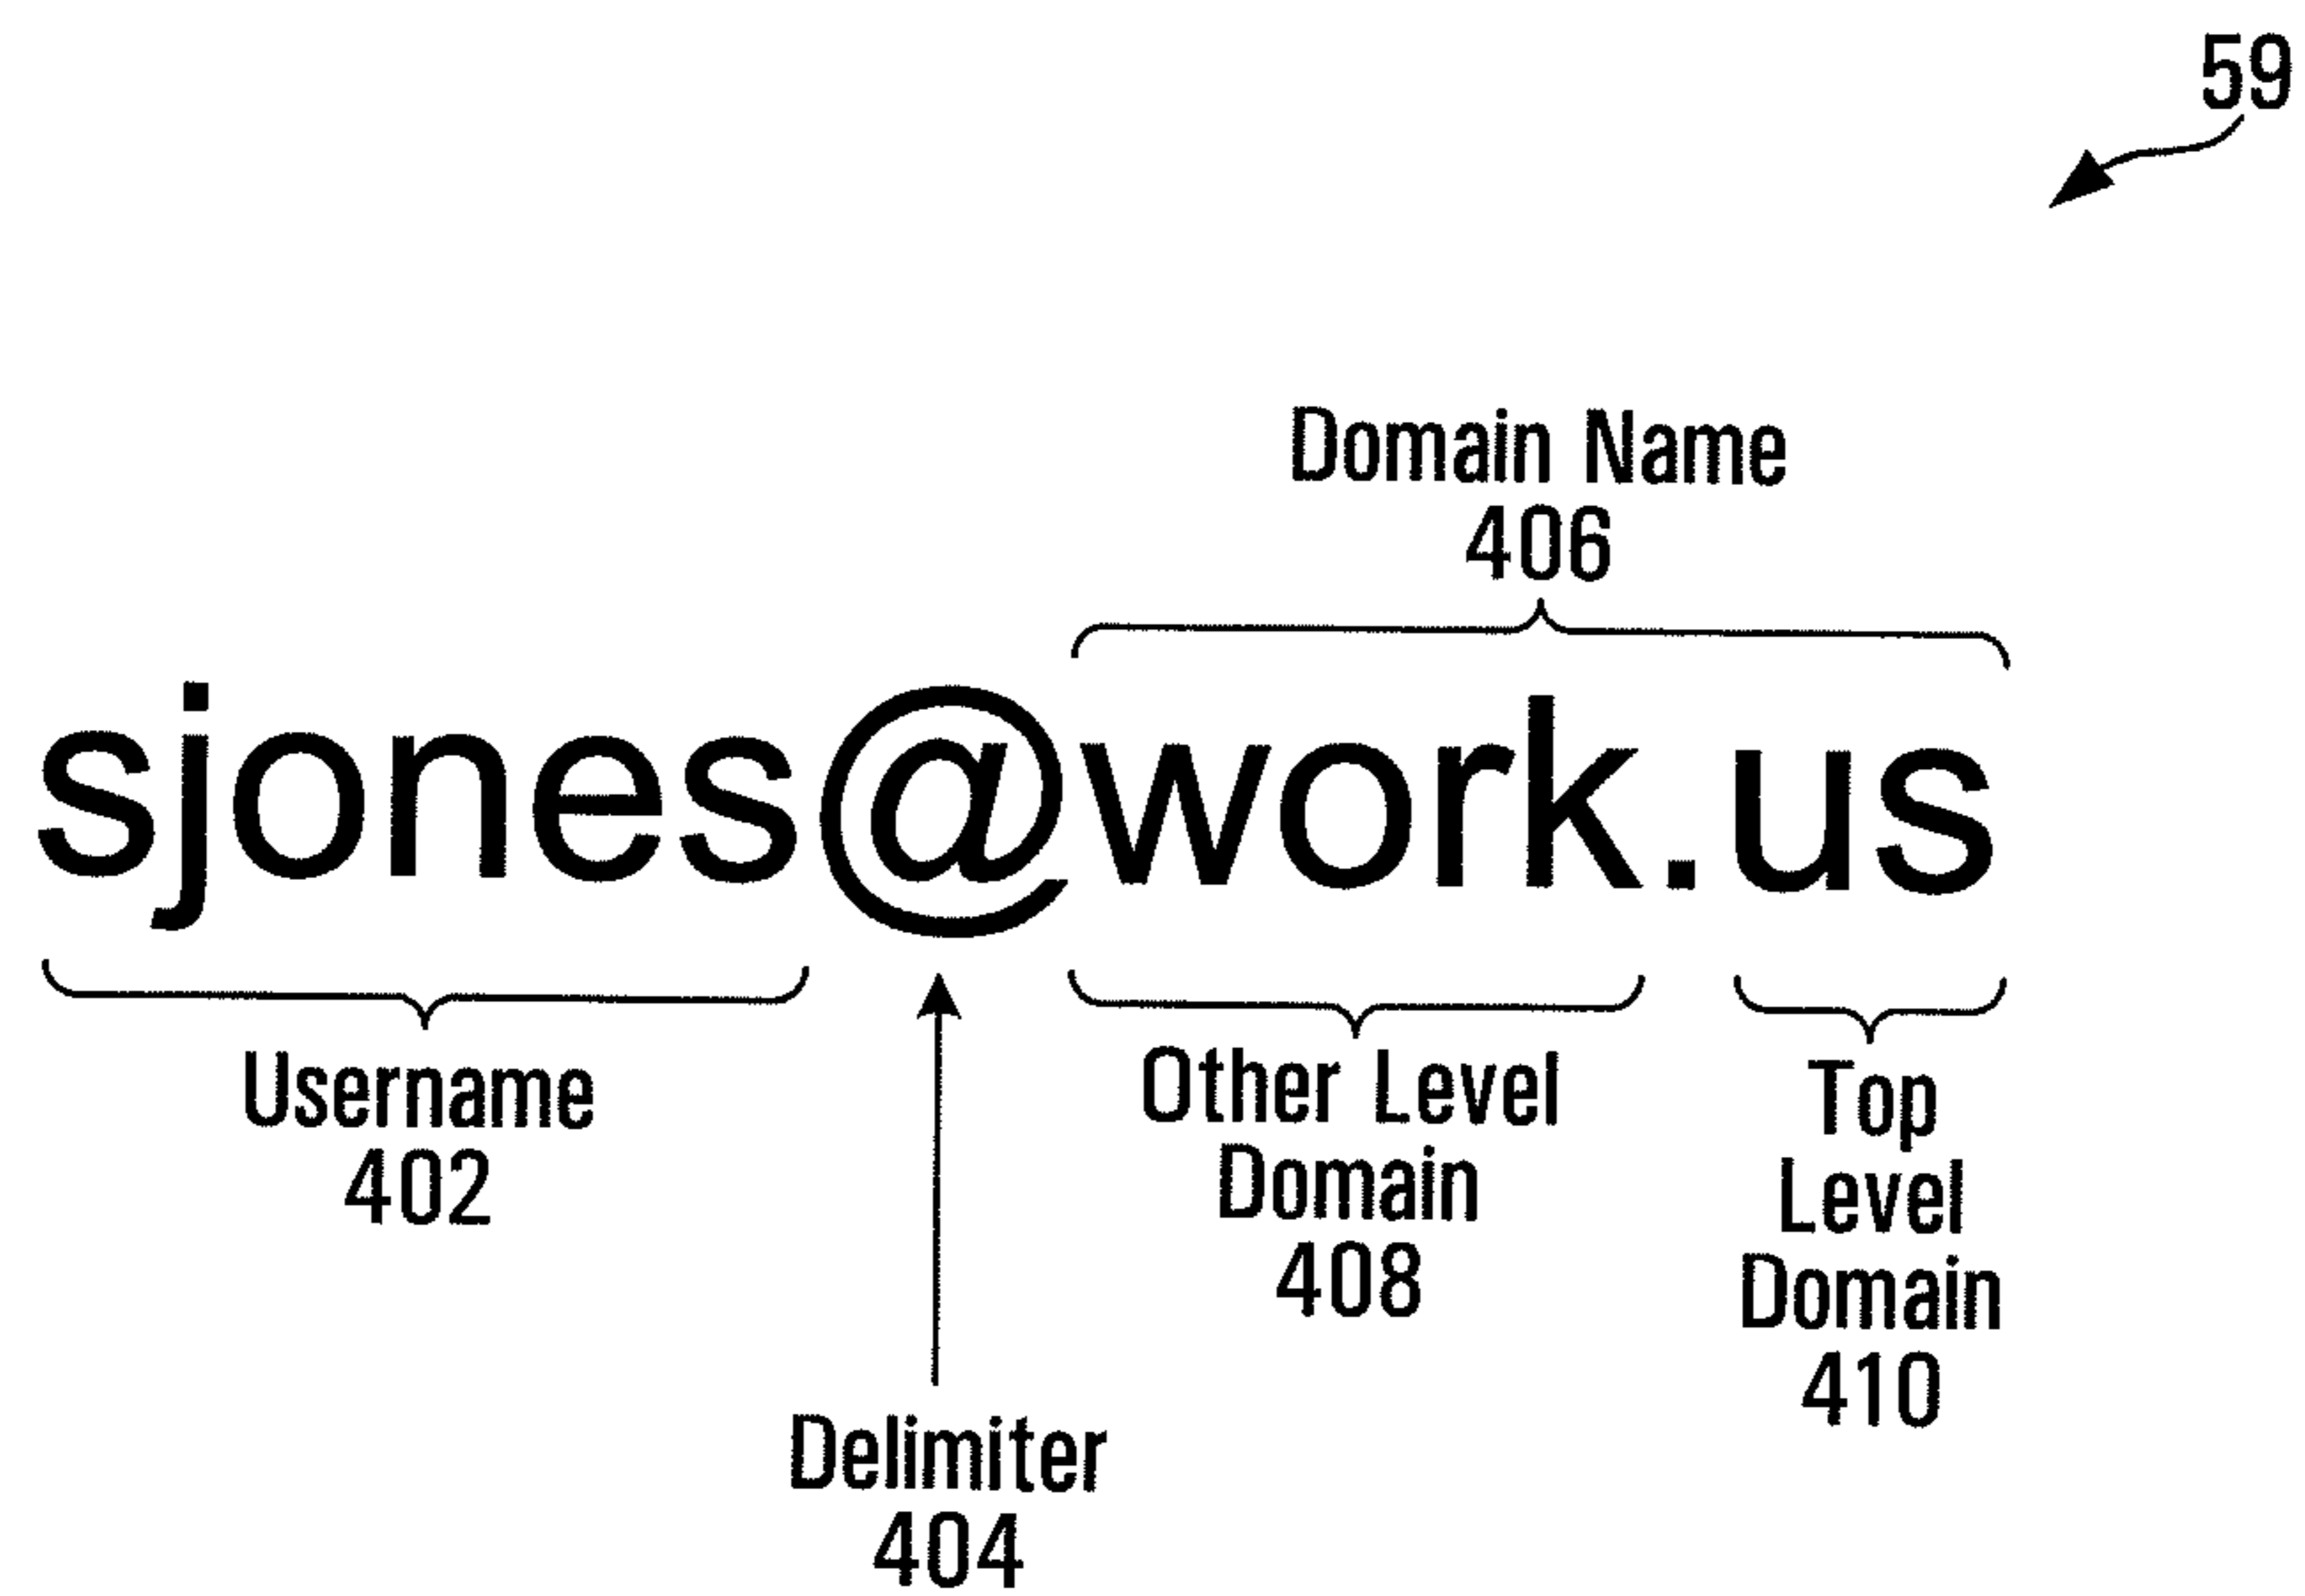 59
Domain Name
406
sjones@work.us
Username
402
Other Level
Domain
408
Top
Level
Domain
410
Delimiter
404